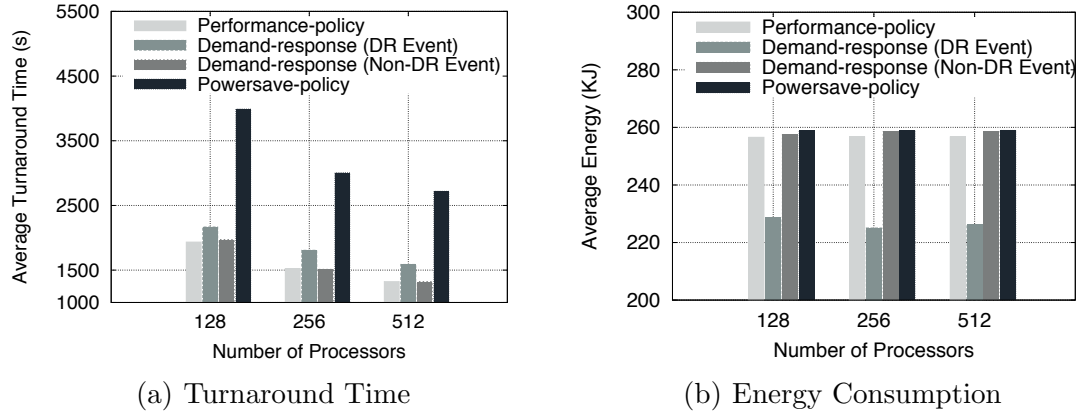 Average Turnaround Time (s)
5500
4500
3500
2500
1500
1000
Performance-policy
Demand-response (DR Event)
Demand-response (Non-DR Event)
Powersave-policy
128 256 512
Number of Processors
(a) Turnaround Time
Average Energy (KJ)
300
280
260
240
220
200
Performance-policy
Demand-response (DR Event)
Demand-response (Non-DR Event)
Powersave-policy
128 256 512
Number of Processors
(b) Energy Consumption